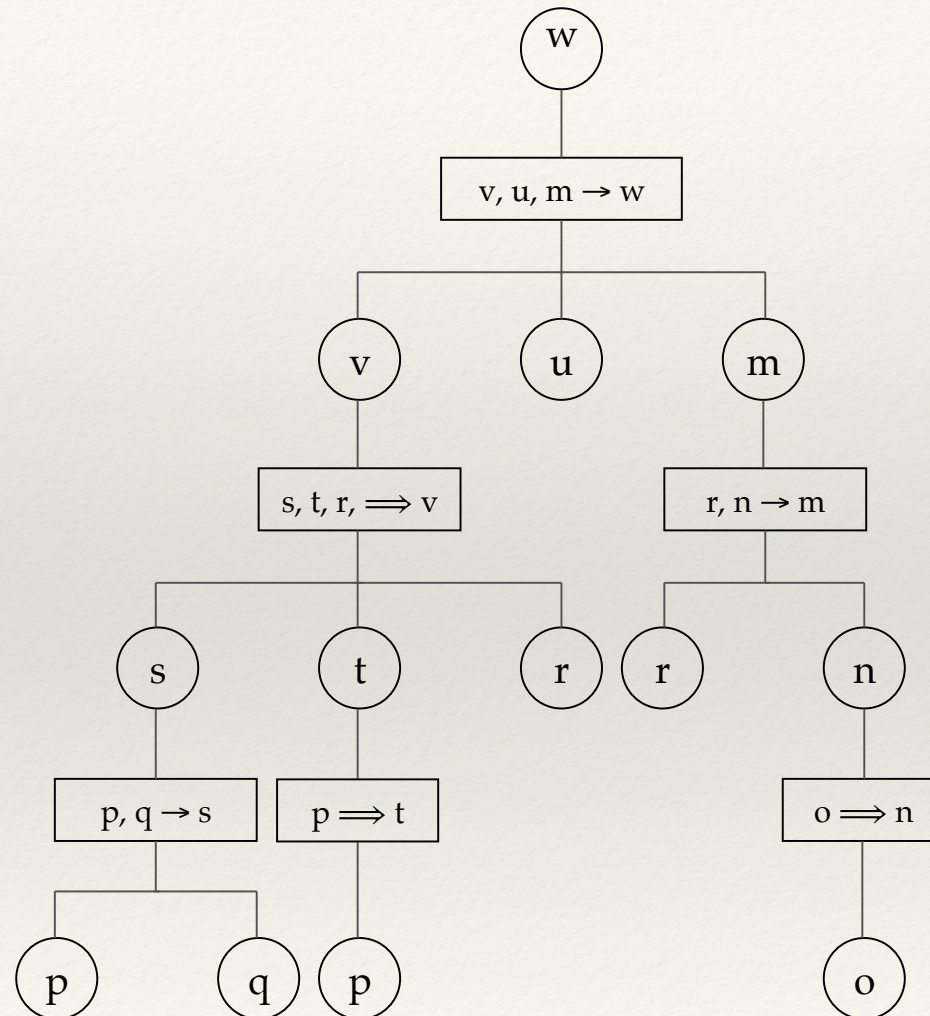 w
v, u, m → w
v u m
s, t, r, ⟹ v r, n → m
s t r r n
p, q → s p ⟹ t o ⟹ n
p q p o